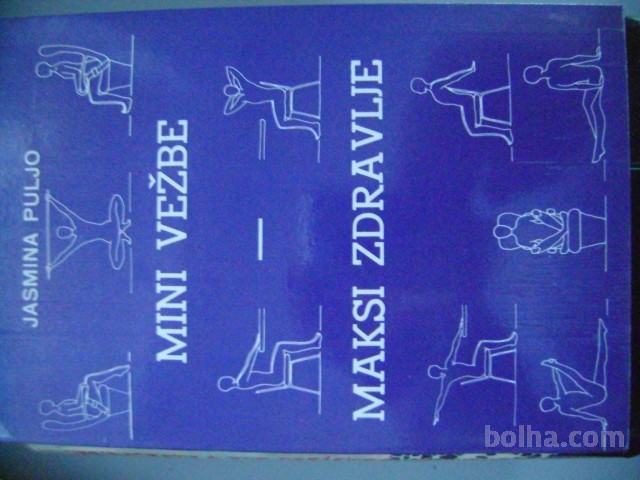 JASMINA PULJO
MINI VEŽBE
—
MAKSI ZDRAVLJE
bolha.com